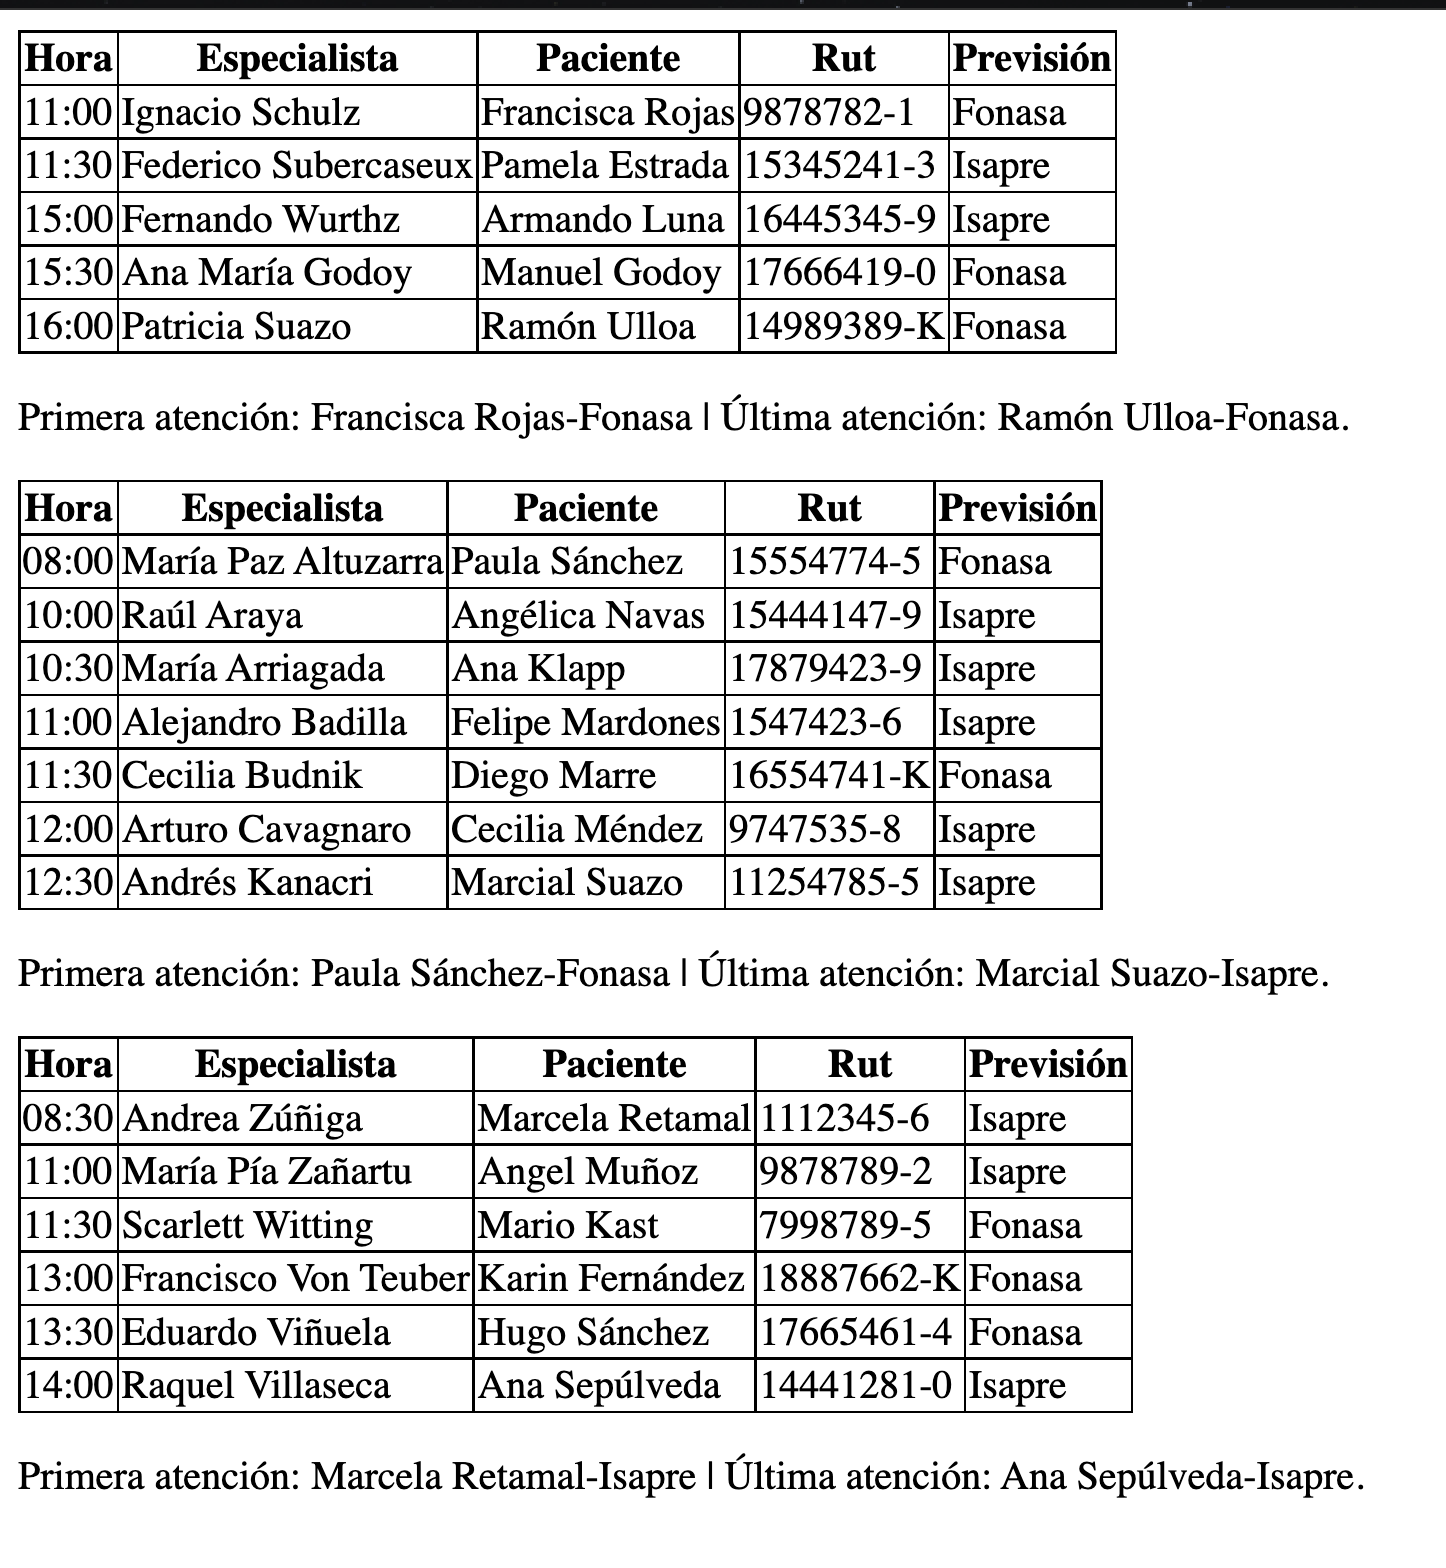 Hora Especialista Paciente Rut Previsión
11:00 Ignacio Schulz Francisca Rojas 9878782-1 Fonasa
11:30 Federico Subercaseux Pamela Estrada 15345241-3 Isapre
15:00 Fernando Wurthz Armando Luna 16445345-9 Isapre
15:30 Ana María Godoy Manuel Godoy 17666419-0 Fonasa
16:00 Patricia Suazo Ramón Ulloa 14989389-K Fonasa
Primera atención: Francisca Rojas-Fonasa | Última atención: Ramón Ulloa-Fonasa.
Hora Especialista Paciente Rut Previsión
08:00 María Paz Altuzarra Paula Sánchez 15554774-5 Fonasa
10:00 Raúl Araya Angélica Navas 15444147-9 Isapre
10:30 María Arriagada Ana Klapp 17879423-9 Isapre
11:00 Alejandro Badilla Felipe Mardones 1547423-6 Isapre
11:30 Cecilia Budnik Diego Marre 16554741-K Fonasa
12:00 Arturo Cavagnaro Cecilia Méndez 9747535-8 Isapre
12:30 Andrés Kanacri Marcial Suazo 11254785-5 Isapre
Primera atención: Paula Sánchez-Fonasa | Última atención: Marcial Suazo-Isapre.
Hora Especialista Paciente Rut Previsión
08:30 Andrea Zúñiga Marcela Retamal 1112345-6 Isapre
11:00 María Pía Zañartu Angel Muñoz 9878789-2 Isapre
11:30 Scarlett Witting Mario Kast 7998789-5 Fonasa
13:00 Francisco Von Teuber Karin Fernández 18887662-K Fonasa
13:30 Eduardo Viñuela Hugo Sánchez 17665461-4 Fonasa
14:00 Raquel Villaseca Ana Sepúlveda 14441281-0 Isapre
Primera atención: Marcela Retamal-Isapre | Última atención: Ana Sepúlveda-Isapre.